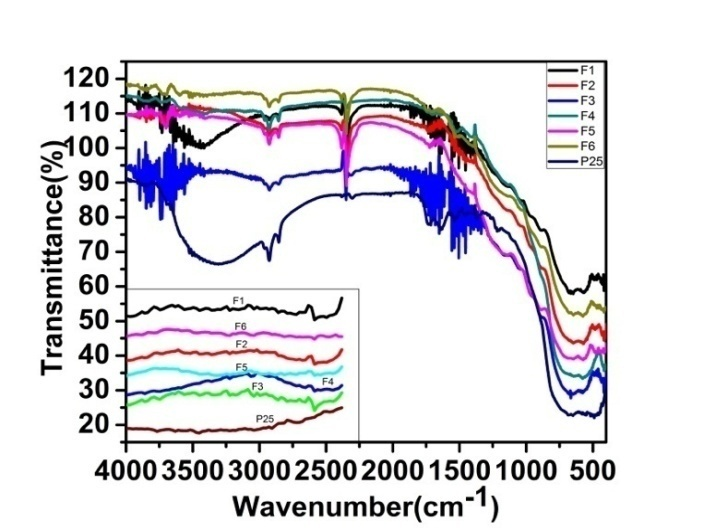 120
110
100
90
80
70
60
50
40
30
20
Transmittance(%)
4000 3500 3000 2500 2000 1500 1000 500
Wavenumber(cm-1)
F1
F2
F3
F4
F5
F6
P25
F1
F6
F2
F5
F3
F4
P25